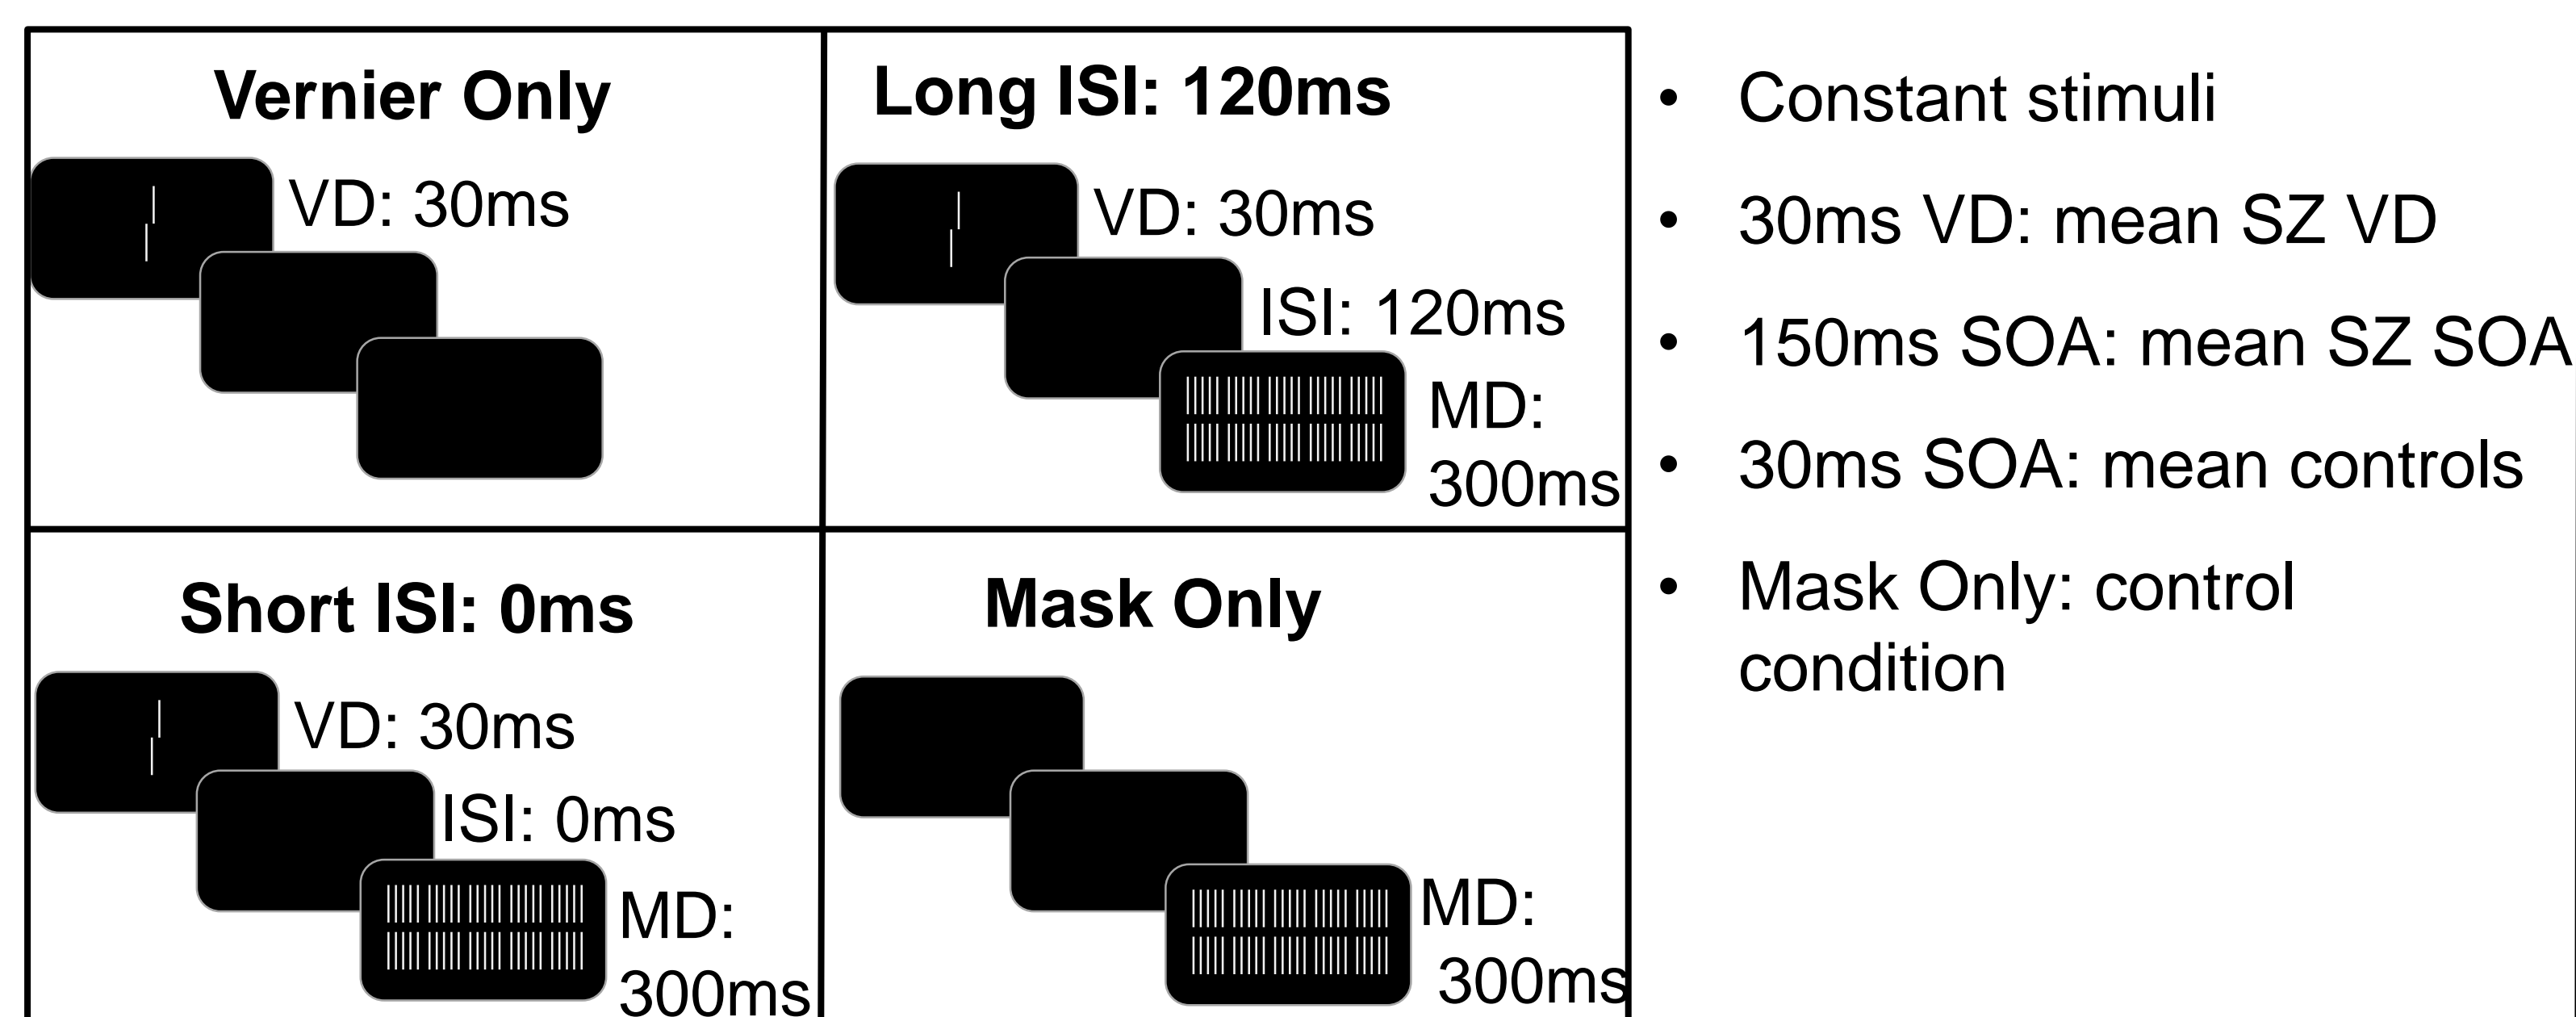 Vernier Only
VD: 30ms
Long ISI: 120ms
VD: 30ms
ISI: 120ms
MD:
300ms
Short ISI: 0ms
VD: 30ms
ISI: 0ms
MD:
300ms
Mask Only
MD:
300ms
• Constant stimuli
• 30ms VD: mean SZ VD
• 150ms SOA: mean SZ SOA
• 30ms SOA: mean controls
• Mask Only: control
condition